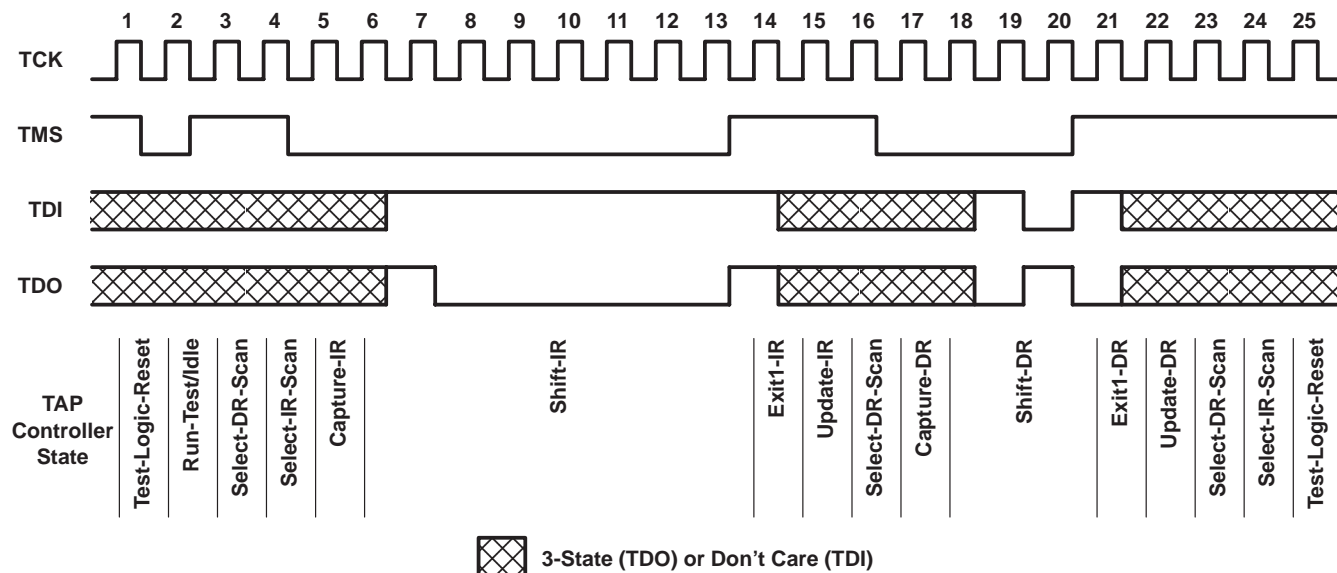 1 2 3 4 5 6 7 8 9 10 11 12 13 14 15 16 17 18 19 20 21 22 23 24 25
TCK
TMS
TDI
TDO
TAP
Controller
State
Test-Logic-Reset
Run-Test/Idle
Select-DR-Scan
Select-IR-Scan
Capture-IR
Shift-IR
Exit1-IR
Update-IR
Select-DR-Scan
Capture-DR
Shift-DR
Exit1-DR
Update-DR
Select-DR-Scan
Select-IR-Scan
Test-Logic-Reset
3-State (TDO) or Don’t Care (TDI)